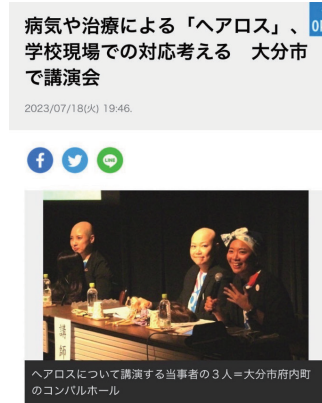 病気や治療による「ヘアロス」、
学校現場での対応考える　大分市
で講演会
2023/07/18(火) 19:46.
LINE
講師
ヘアロスについて講演する当事者の３人＝大分市府内町
のコンパルホール